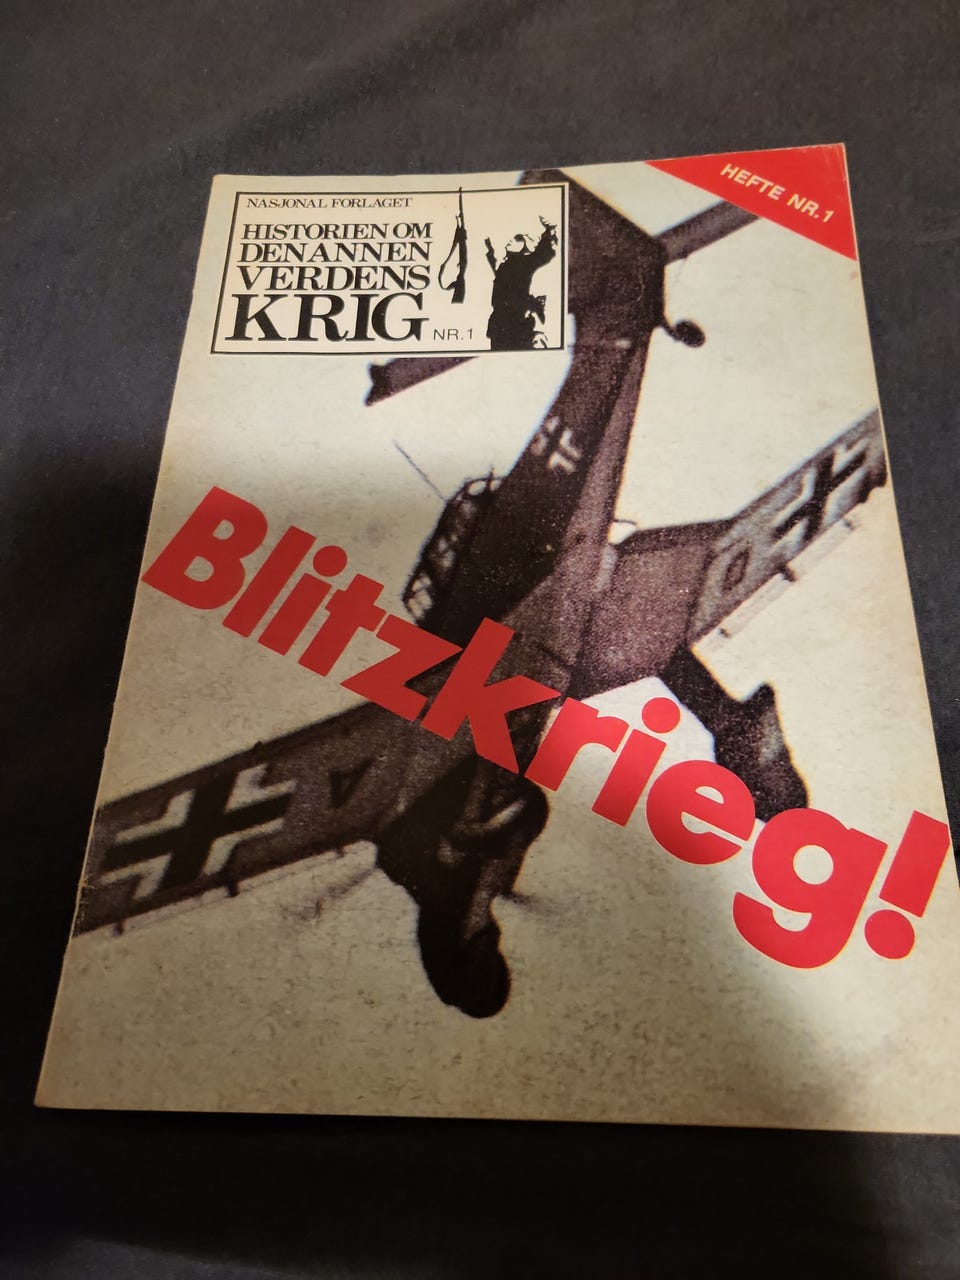 NASJONAL FORLAGET
HISTORIEN OM
DEN ANNEN
VERDENS
KRIG NR. 1
HEFTE NR. 1
Blitzkrieg!